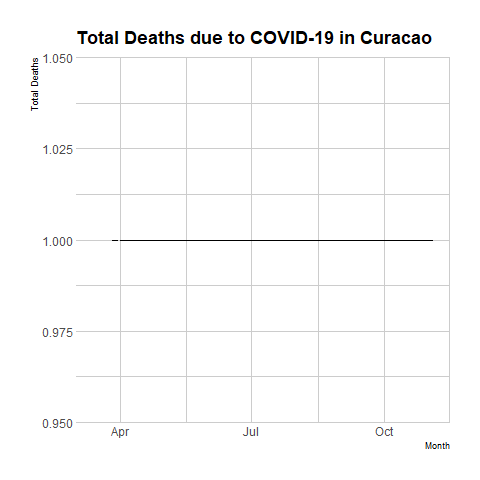 Total Deaths due to COVID-19 in Curacao
Total Deaths
1.050
1.025
1.000
0.975
0.950
Apr Jul Oct
Month